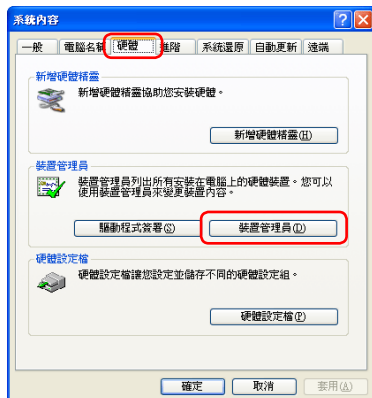 系統內容
一般 電腦名稱 硬體 進階 系統還原 自動更新 遠端
新增硬體精靈
新增硬體精靈協助您安裝硬體。
新增硬體精靈(H)
裝置管理員
裝置管理員列出所有安裝在電腦上的硬體裝置。您可以
使用裝置管理員來變更裝置內容。
驅動程式簽署(S) 裝置管理員(D)
硬體設定檔
硬體設定檔讓您設定並儲存不同的硬體設定組。
硬體設定檔(P)
確定 取消 套用(A)